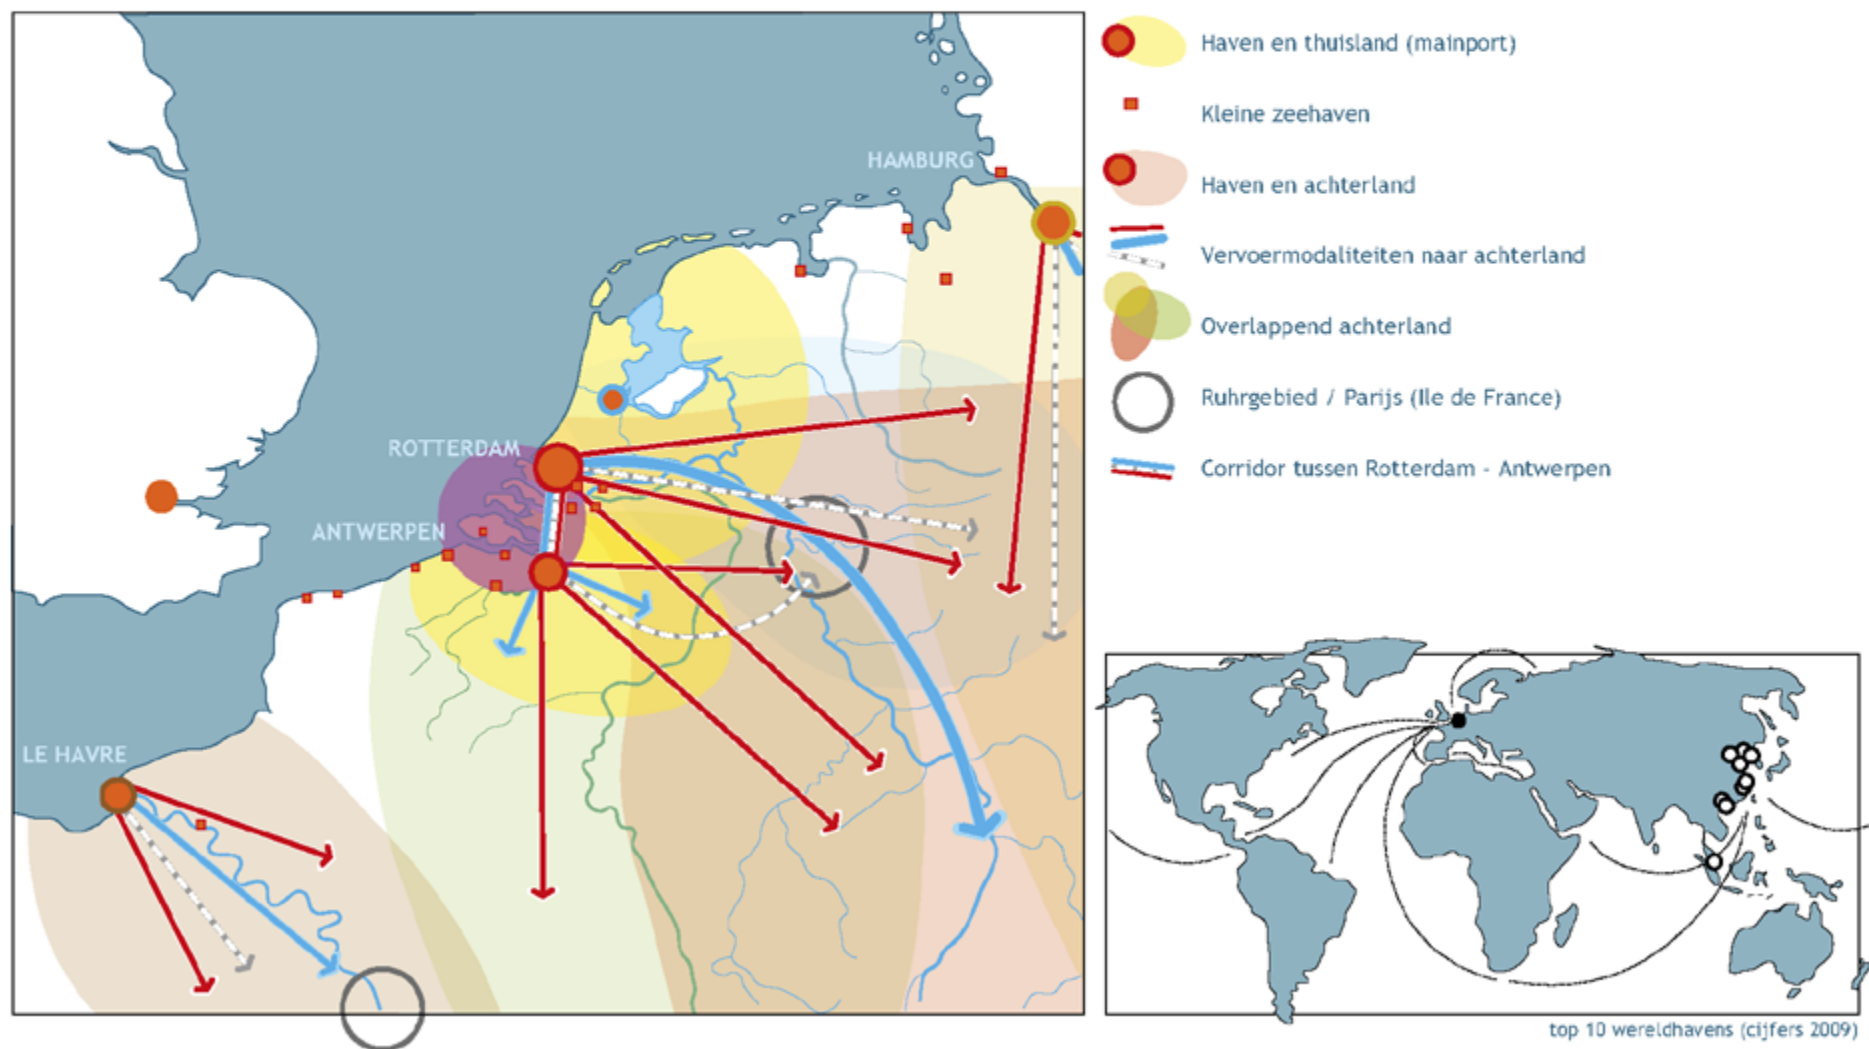 HAMBURG
ROTTERDAM
ANTWERPEN
LE HAVRE
Haven en thuisland (mainport)
Kleine zeehaven
Haven en achterland
Vervoermodaliteiten naar achterland
Overlappend achterland
Ruhrgebied / Parijs (Ile de France)
Corridor tussen Rotterdam - Antwerpen
top 10 wereldhavens (cijfers 2009)